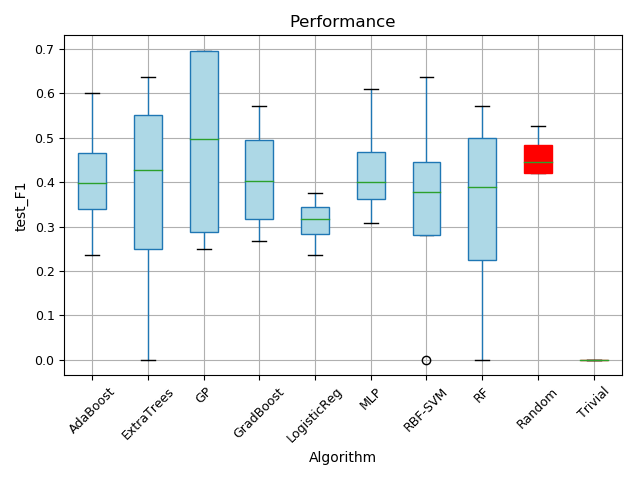 Performance
test_F1
0.7
0.6
0.5
0.4
0.3
0.2
0.1
0.0
AdaBoost
ExtraTrees
GP
GradBoost
LogisticReg
MLP
RBF-SVM
RF
Random
Trivial
Algorithm